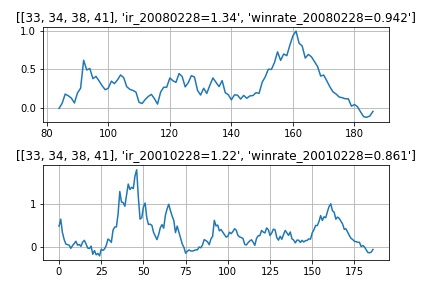 [[33, 34, 38, 41], 'ir_20080228=1.34', 'winrate_20080228=0.942']
1.0
0.5
0.0
80 100 120 140 160 180
[[33, 34, 38, 41], 'ir_20010228=1.22', 'winrate_20010228=0.861']
1
0
0 25 50 75 100 125 150 175